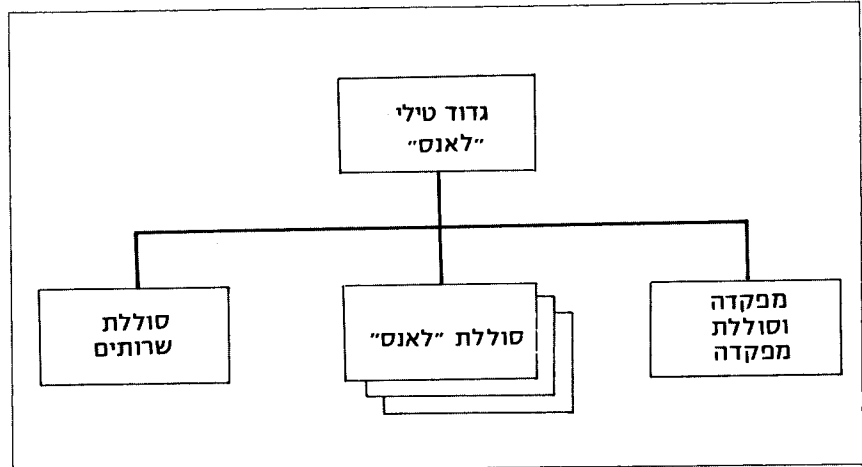 גדוד טילי
״לאנס״
מפקדה
וסוללת
מפקדה
סוללת ״לאנס״
סוללת
שרותים